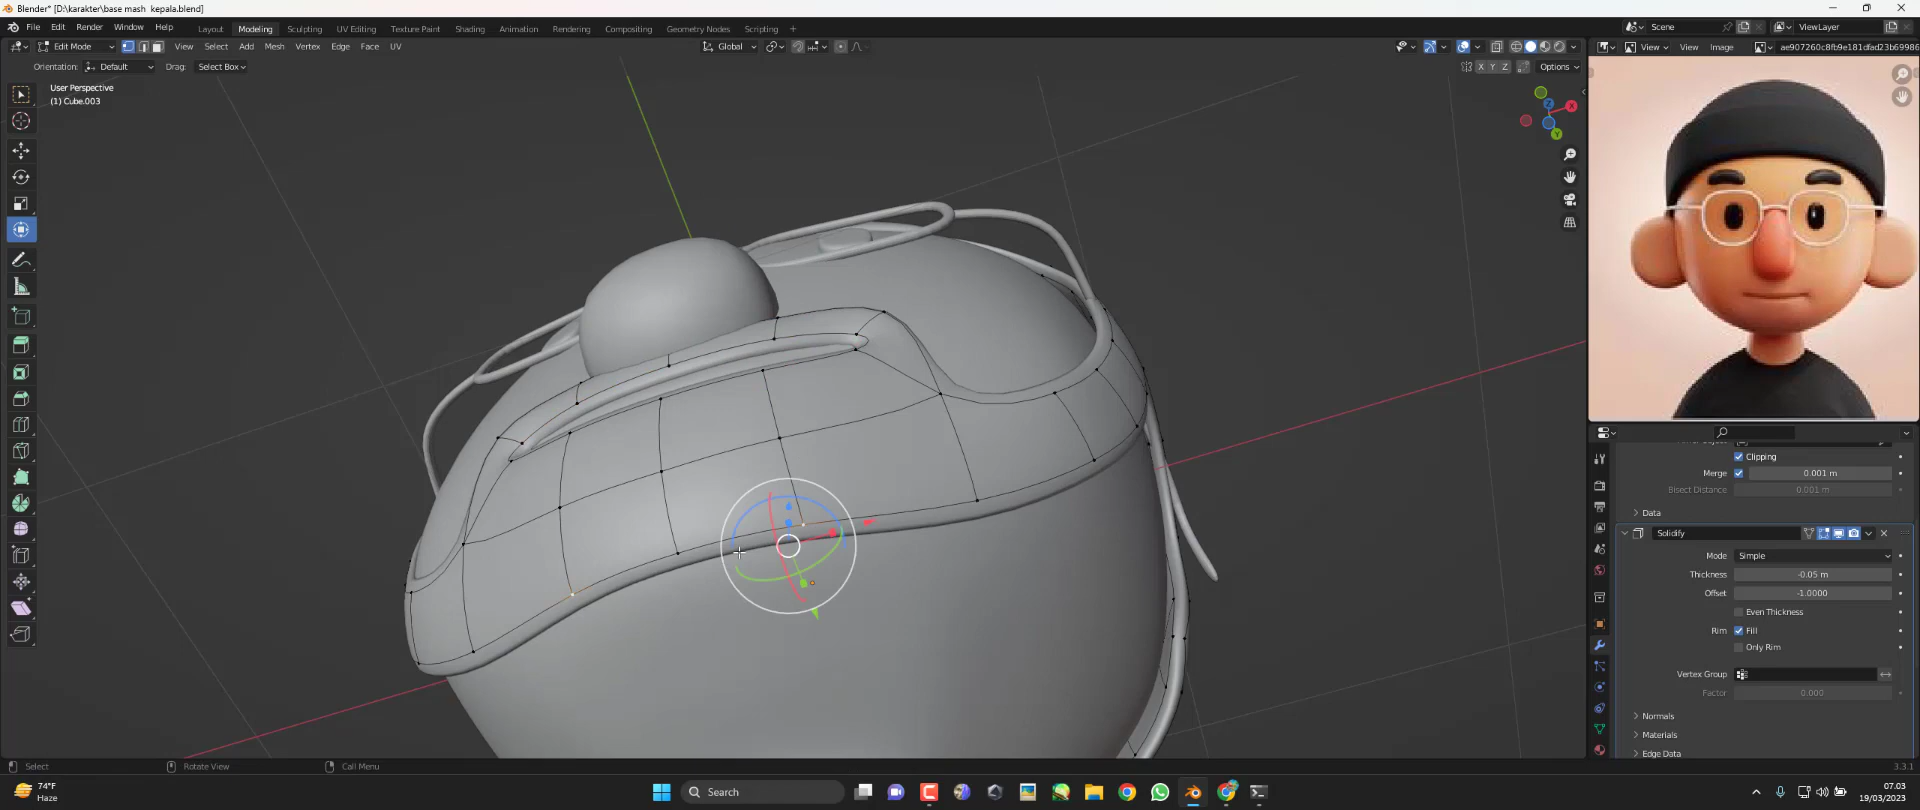 Blender* [D:\karakter\base mash  kepala.blend]
File Edit Render Window Help
Layout Modeling Sculpting UV Editing Texture Paint Shading Animation Rendering Compositing Geometry Nodes Scripting +
Scene ViewLayer
Edit Mode View Select Add Mesh Vertex Edge Face UV
Global
View View Image ae907260c8fb9e181dfad23b69986
Orientation: Default Drag: Select Box
X Y Z Options
User Perspective
(1) Cube.003
Z
X
Y
Clipping
Merge 0.001 m
Bisect Distance 0.001 m
Data
Solidify
Mode Simple
Thickness -0.05 m
Offset -1.0000
Even Thickness
Rim Fill
Only Rim
Vertex Group
Factor 0.000
Normals
Materials
Edge Data
Select Rotate View Call Menu
3.3.1
74°F
Haze
Search
07.03
19/03/2023